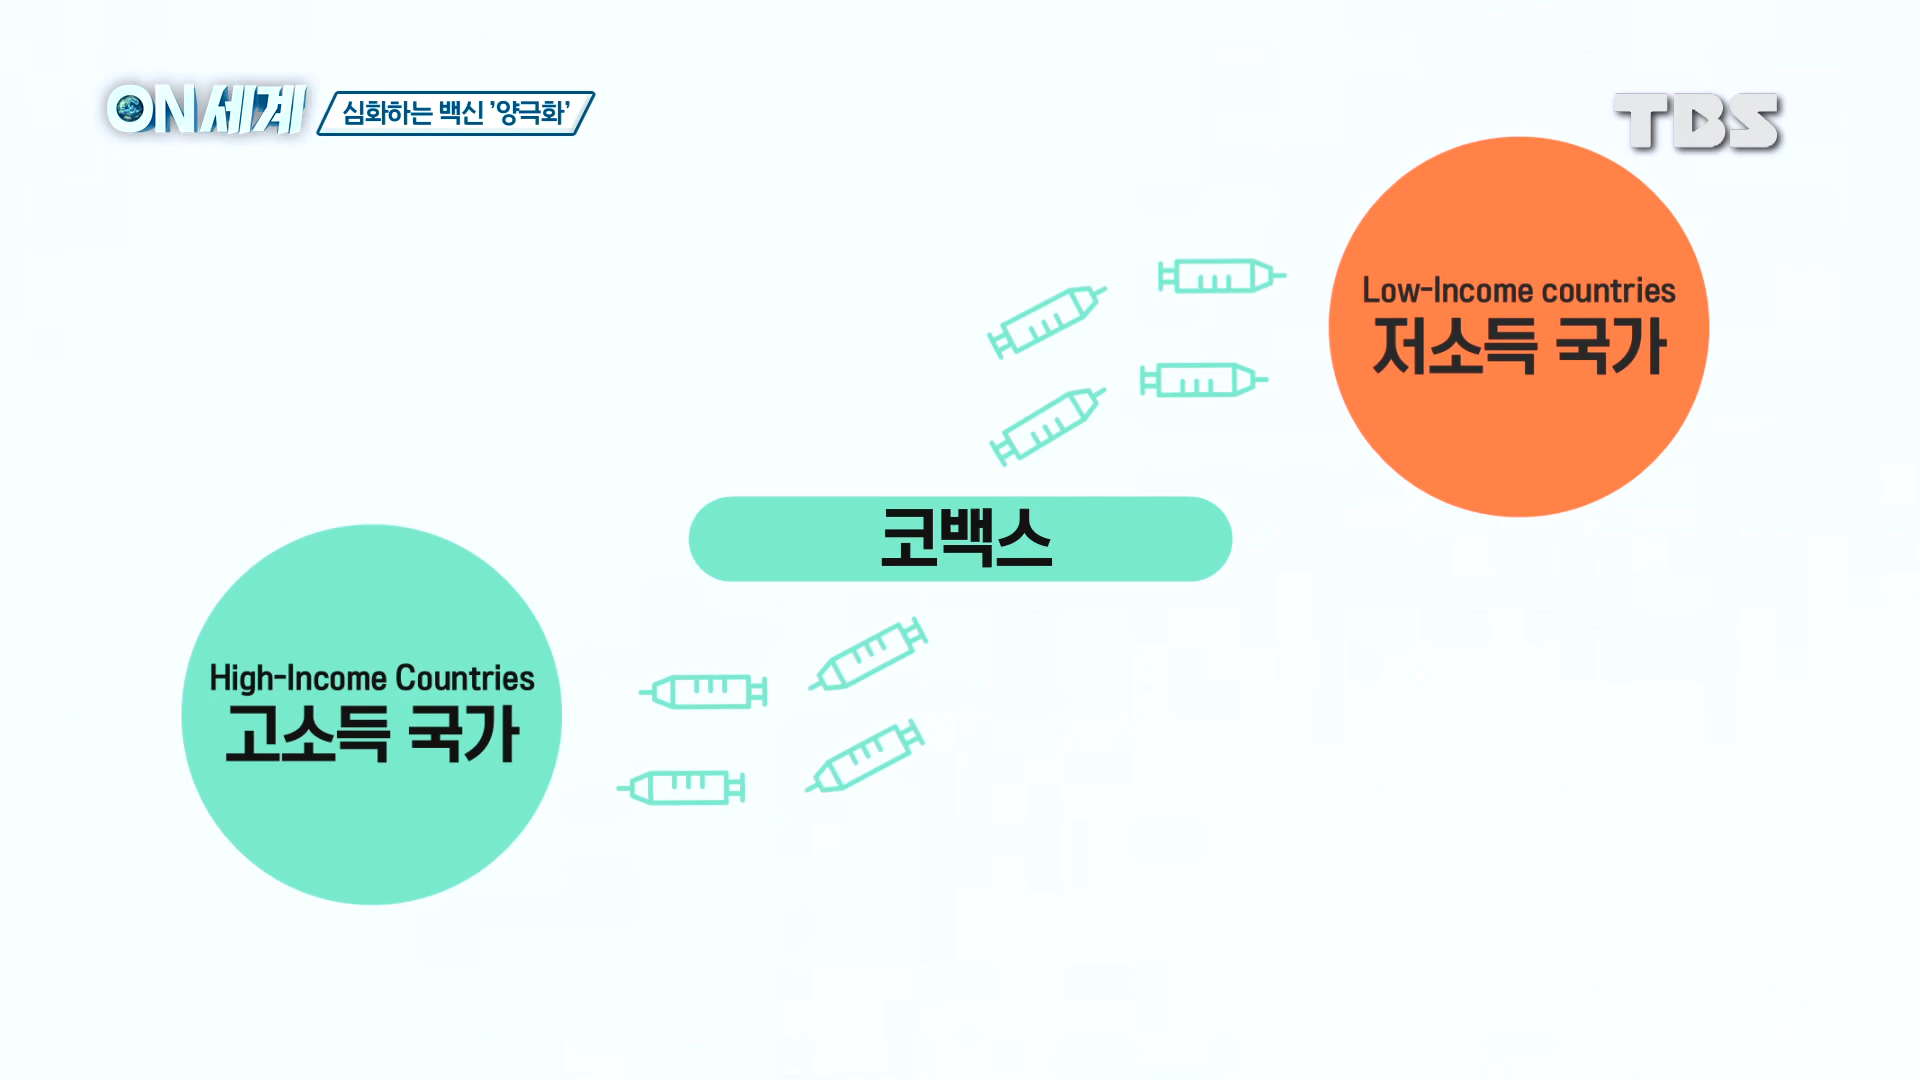 ON세계
심화하는 백신 '양극화'
TBS
Low-Income countries
저소득 국가
코백스
High-Income Countries
고소득 국가